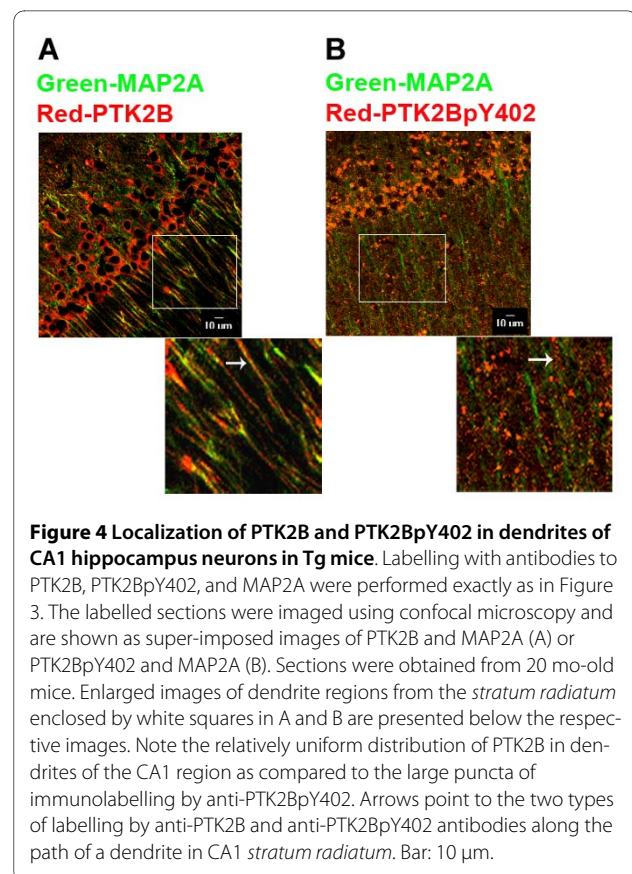 A
Green-MAP2A
Red-PTK2B
B
Green-MAP2A
Red-PTK2BpY402
10 um
10 um
Figure 4 Localization of PTK2B and PTK2BpY402 in dendrites of
CA1 hippocampus neurons in Tg mice. Labelling with antibodies to
PTK2B, PTK2BpY402, and MAP2A were performed exactly as in Figure
3. The labelled sections were imaged using confocal microscopy and
are shown as super-imposed images of PTK2B and MAP2A (A) or
PTK2BpY402 and MAP2A (B). Sections were obtained from 20 mo-old
mice. Enlarged images of dendrite regions from the stratum radiatum
enclosed by white squares in A and B are presented below the respec-
tive images. Note the relatively uniform distribution of PTK2B in den-
drites of the CA1 region as compared to the large puncta of
immunolabelling by anti-PTK2BpY402. Arrows point to the two types
of labelling by anti-PTK2B and anti-PTK2BpY402 antibodies along the
path of a dendrite in CA1 stratum radiatum. Bar: 10 μm.